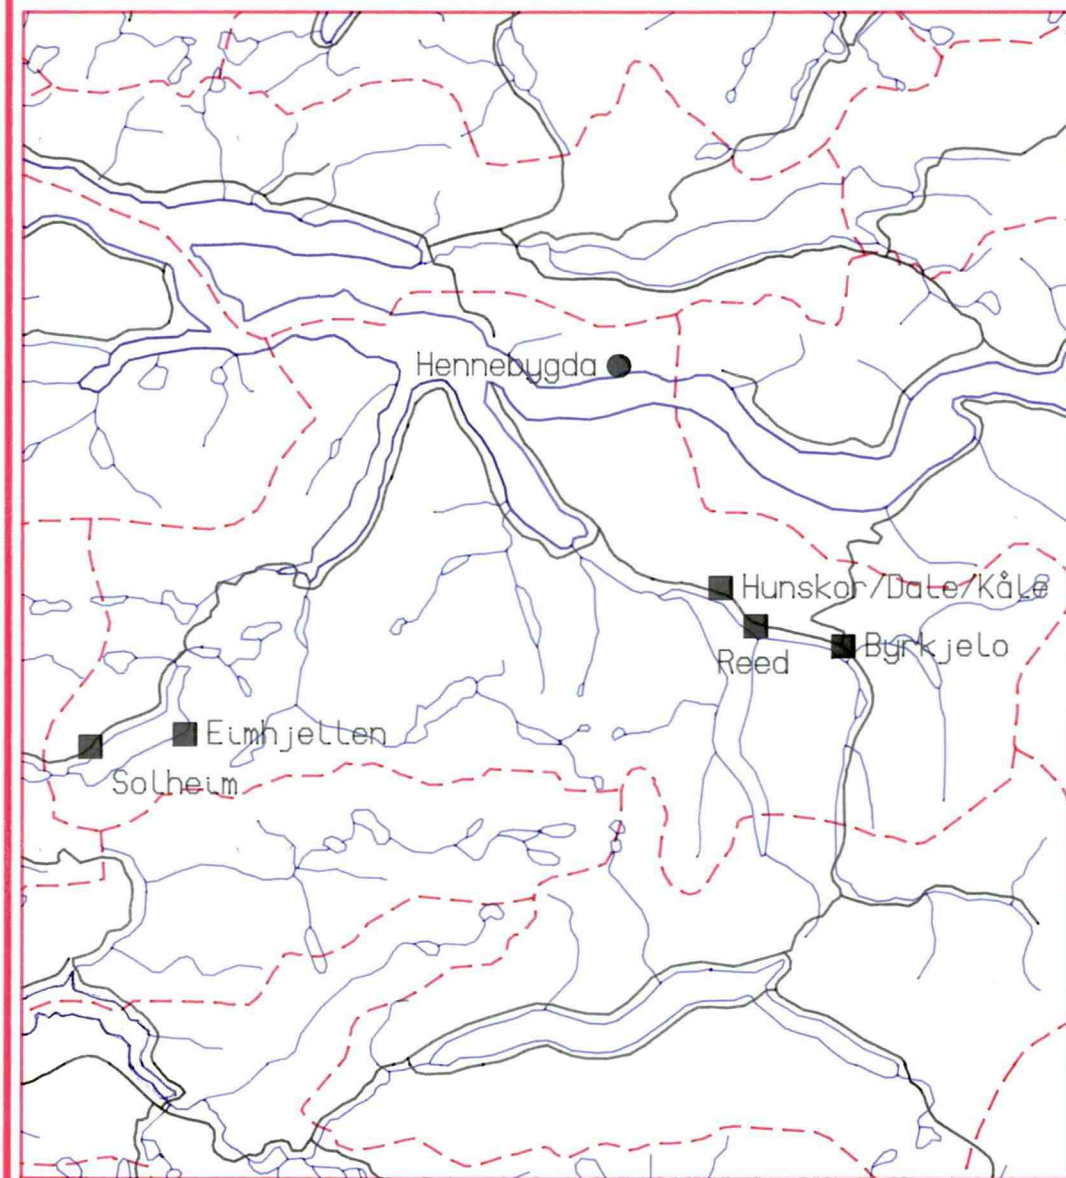 Hennebygda
Hunskor/Dale/Kåle
Reed
Byrkjelo
Eimhjellen
Solheim